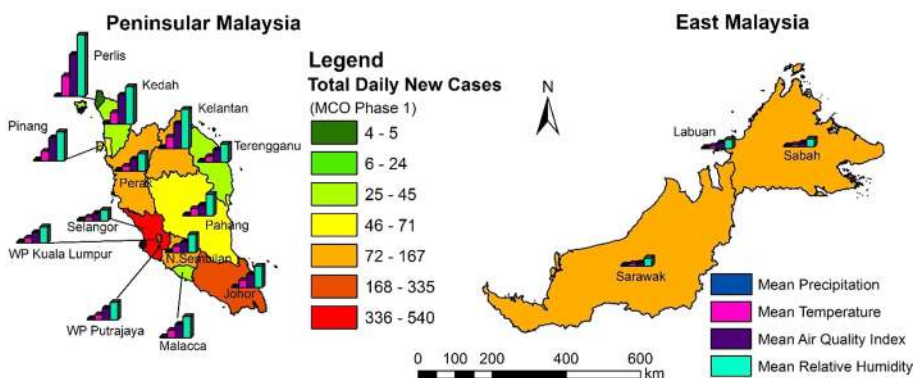 Peninsular Malaysia
East Malaysia
Perlis
Kedah
Kelantan
Pinang
Terengganu
Perak
Pahang
Selangor
WP Kuala Lumpur
N.Sembilan
Johor
WP Putrajaya
Malacca
Legend
Total Daily New Cases
(MCO Phase 1)
4 - 5
6 - 24
25 - 45
46 - 71
72 - 167
168 - 335
336 - 540
N
Labuan
Sabah
Sarawak
Mean Precipitation
Mean Temperature
Mean Air Quality Index
Mean Relative Humidity
0 100 200 400 600
km